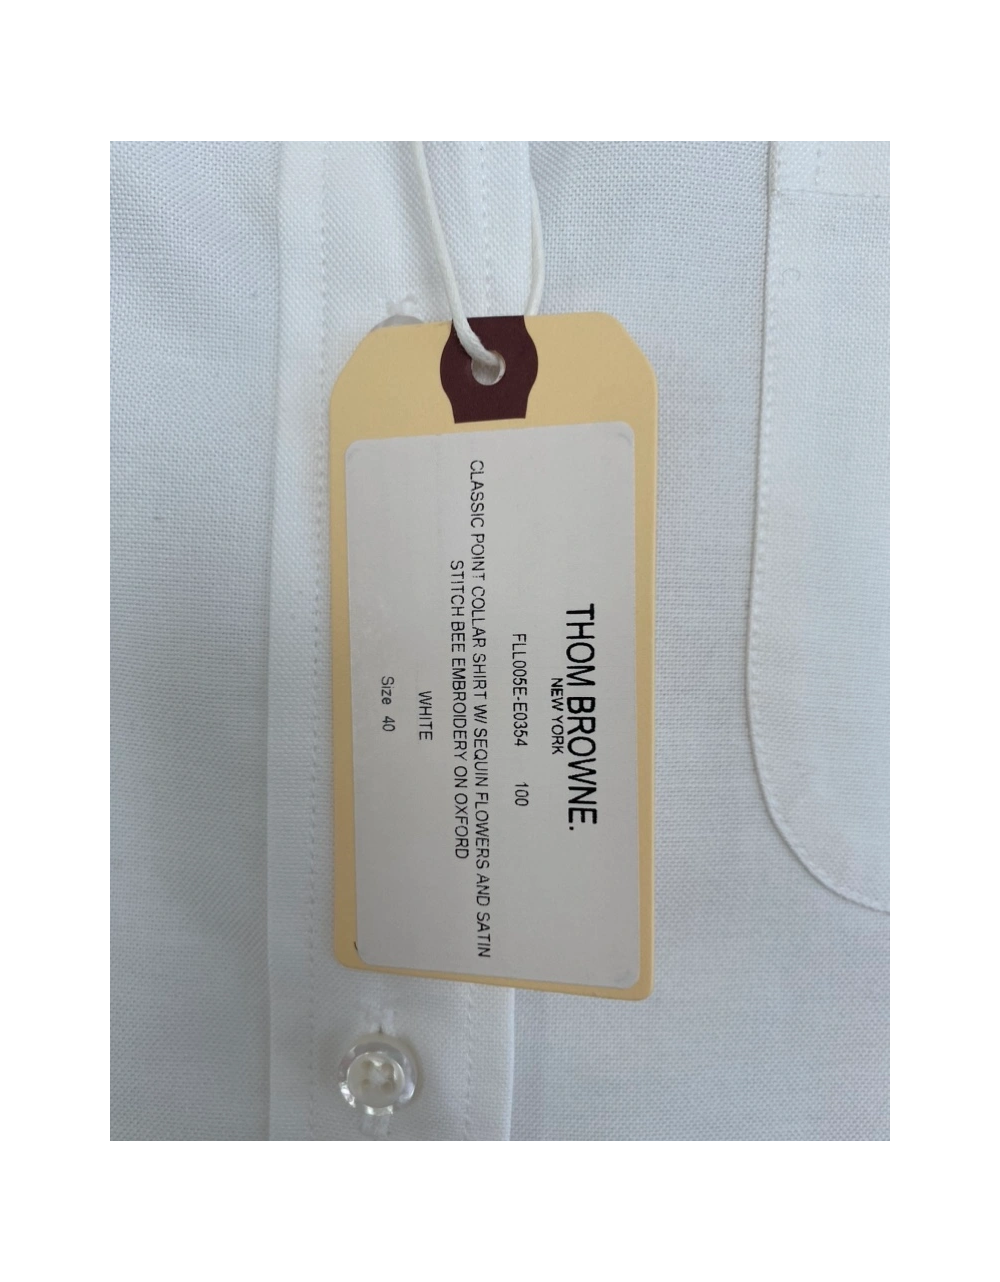 THOM BROWNE.
NEW YORK
FLL005E-E0354 100
CLASSIC POINT COLLAR SHIRT W/ SEQUIN FLOWERS AND SATIN
STITCH BEE EMBROIDERY ON OXFORD
WHITE
Size 40